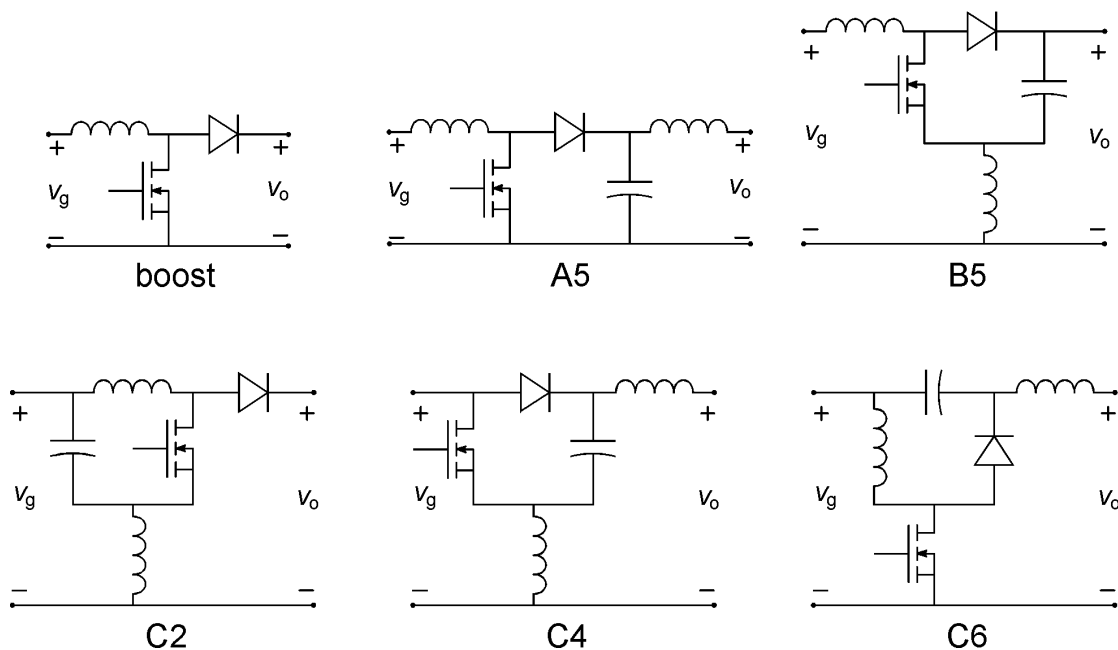 + + v_g v_o − −
boost
+ + v_g v_o − −
A5
+ + v_g v_o − −
B5
+ + v_g v_o − −
C2
+ + v_g v_o − −
C4
+ + v_g v_o − −
C6